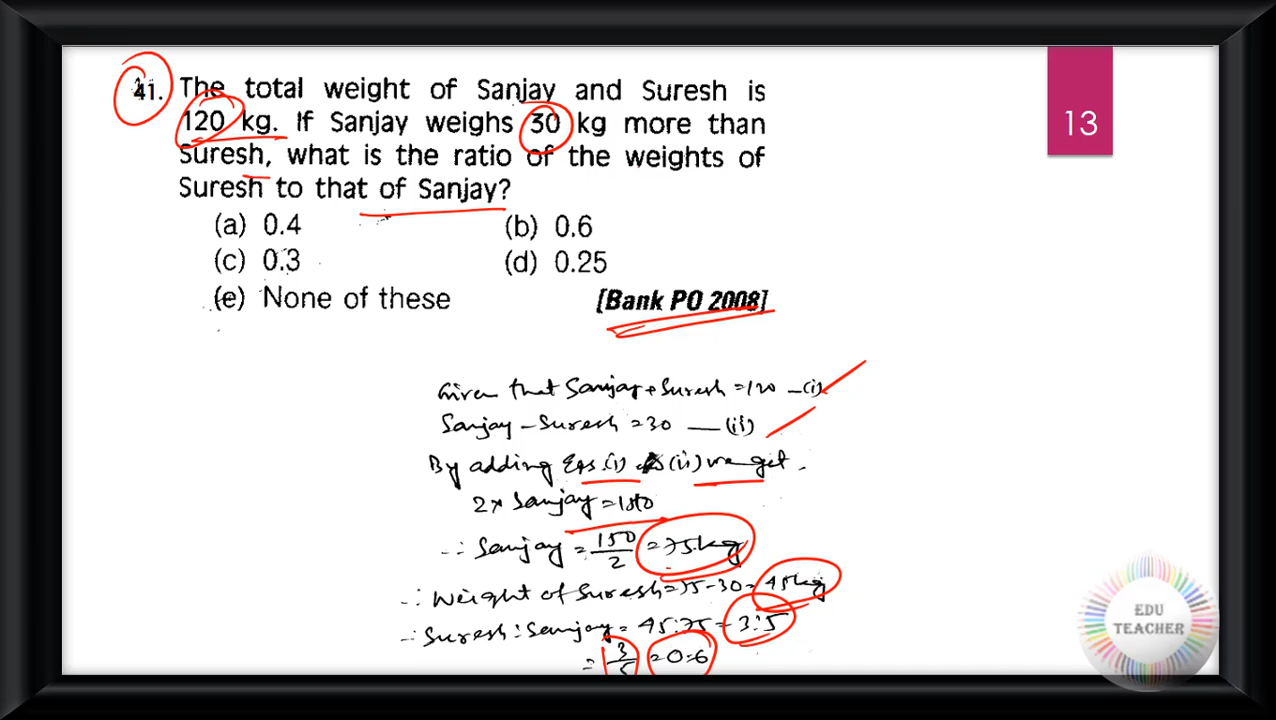 41. The total weight of Sanjay and Suresh is
120 kg. If Sanjay weighs 30 kg more than
Suresh, what is the ratio of the weights of
Suresh to that of Sanjay?
(a) 0.4 (b) 0.6
(c) 0.3 (d) 0.25
(e) None of these [Bank PO 2008]
13
Given that Sanjay + Suresh = 120 —(i)
Sanjay - Suresh = 30 —(ii)
By adding Eqs.(i) & (ii) we get
2 × Sanjay = 150
∴ Sanjay = 150/2 = 75kg
∴ Weight of Suresh = 75-30 = 45kg
∴ Suresh : Sanjay = 45:75 = 3:5
= 3/5 = 0.6
EDU
TEACHER